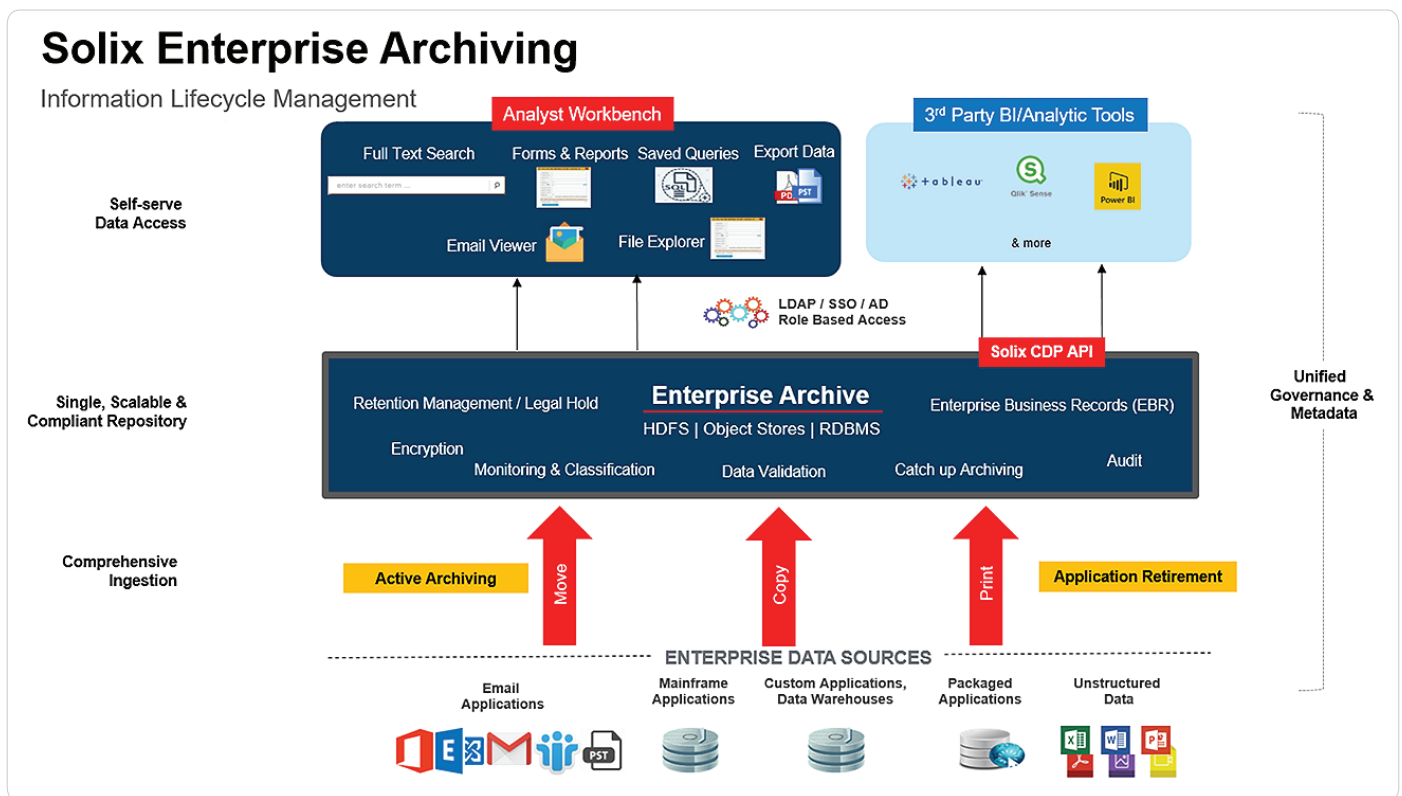 Solix Enterprise Archiving
Information Lifecycle Management
Analyst Workbench
3rd Party BI/Analytic Tools
Full Text Search
Forms & Reports
Saved Queries
Export Data
enter search term ...
SQL
PDF
PST
Email Viewer
File Explorer
+ableau
Qlik Sense
Power BI
& more
Self-serve
Data Access
LDAP / SSO / AD
Role Based Access
Solix CDP API
Single, Scalable &
Compliant Repository
Retention Management / Legal Hold
Enterprise Archive
HDFS | Object Stores | RDBMS
Enterprise Business Records (EBR)
Encryption
Monitoring & Classification
Data Validation
Catch up Archiving
Audit
Unified
Governance &
Metadata
Comprehensive
Ingestion
Active Archiving
Move
Copy
Print
Application Retirement
ENTERPRISE DATA SOURCES
Email
Applications
Mainframe
Applications
Custom Applications,
Data Warehouses
Packaged
Applications
Unstructured
Data
E
PST
X
W
P